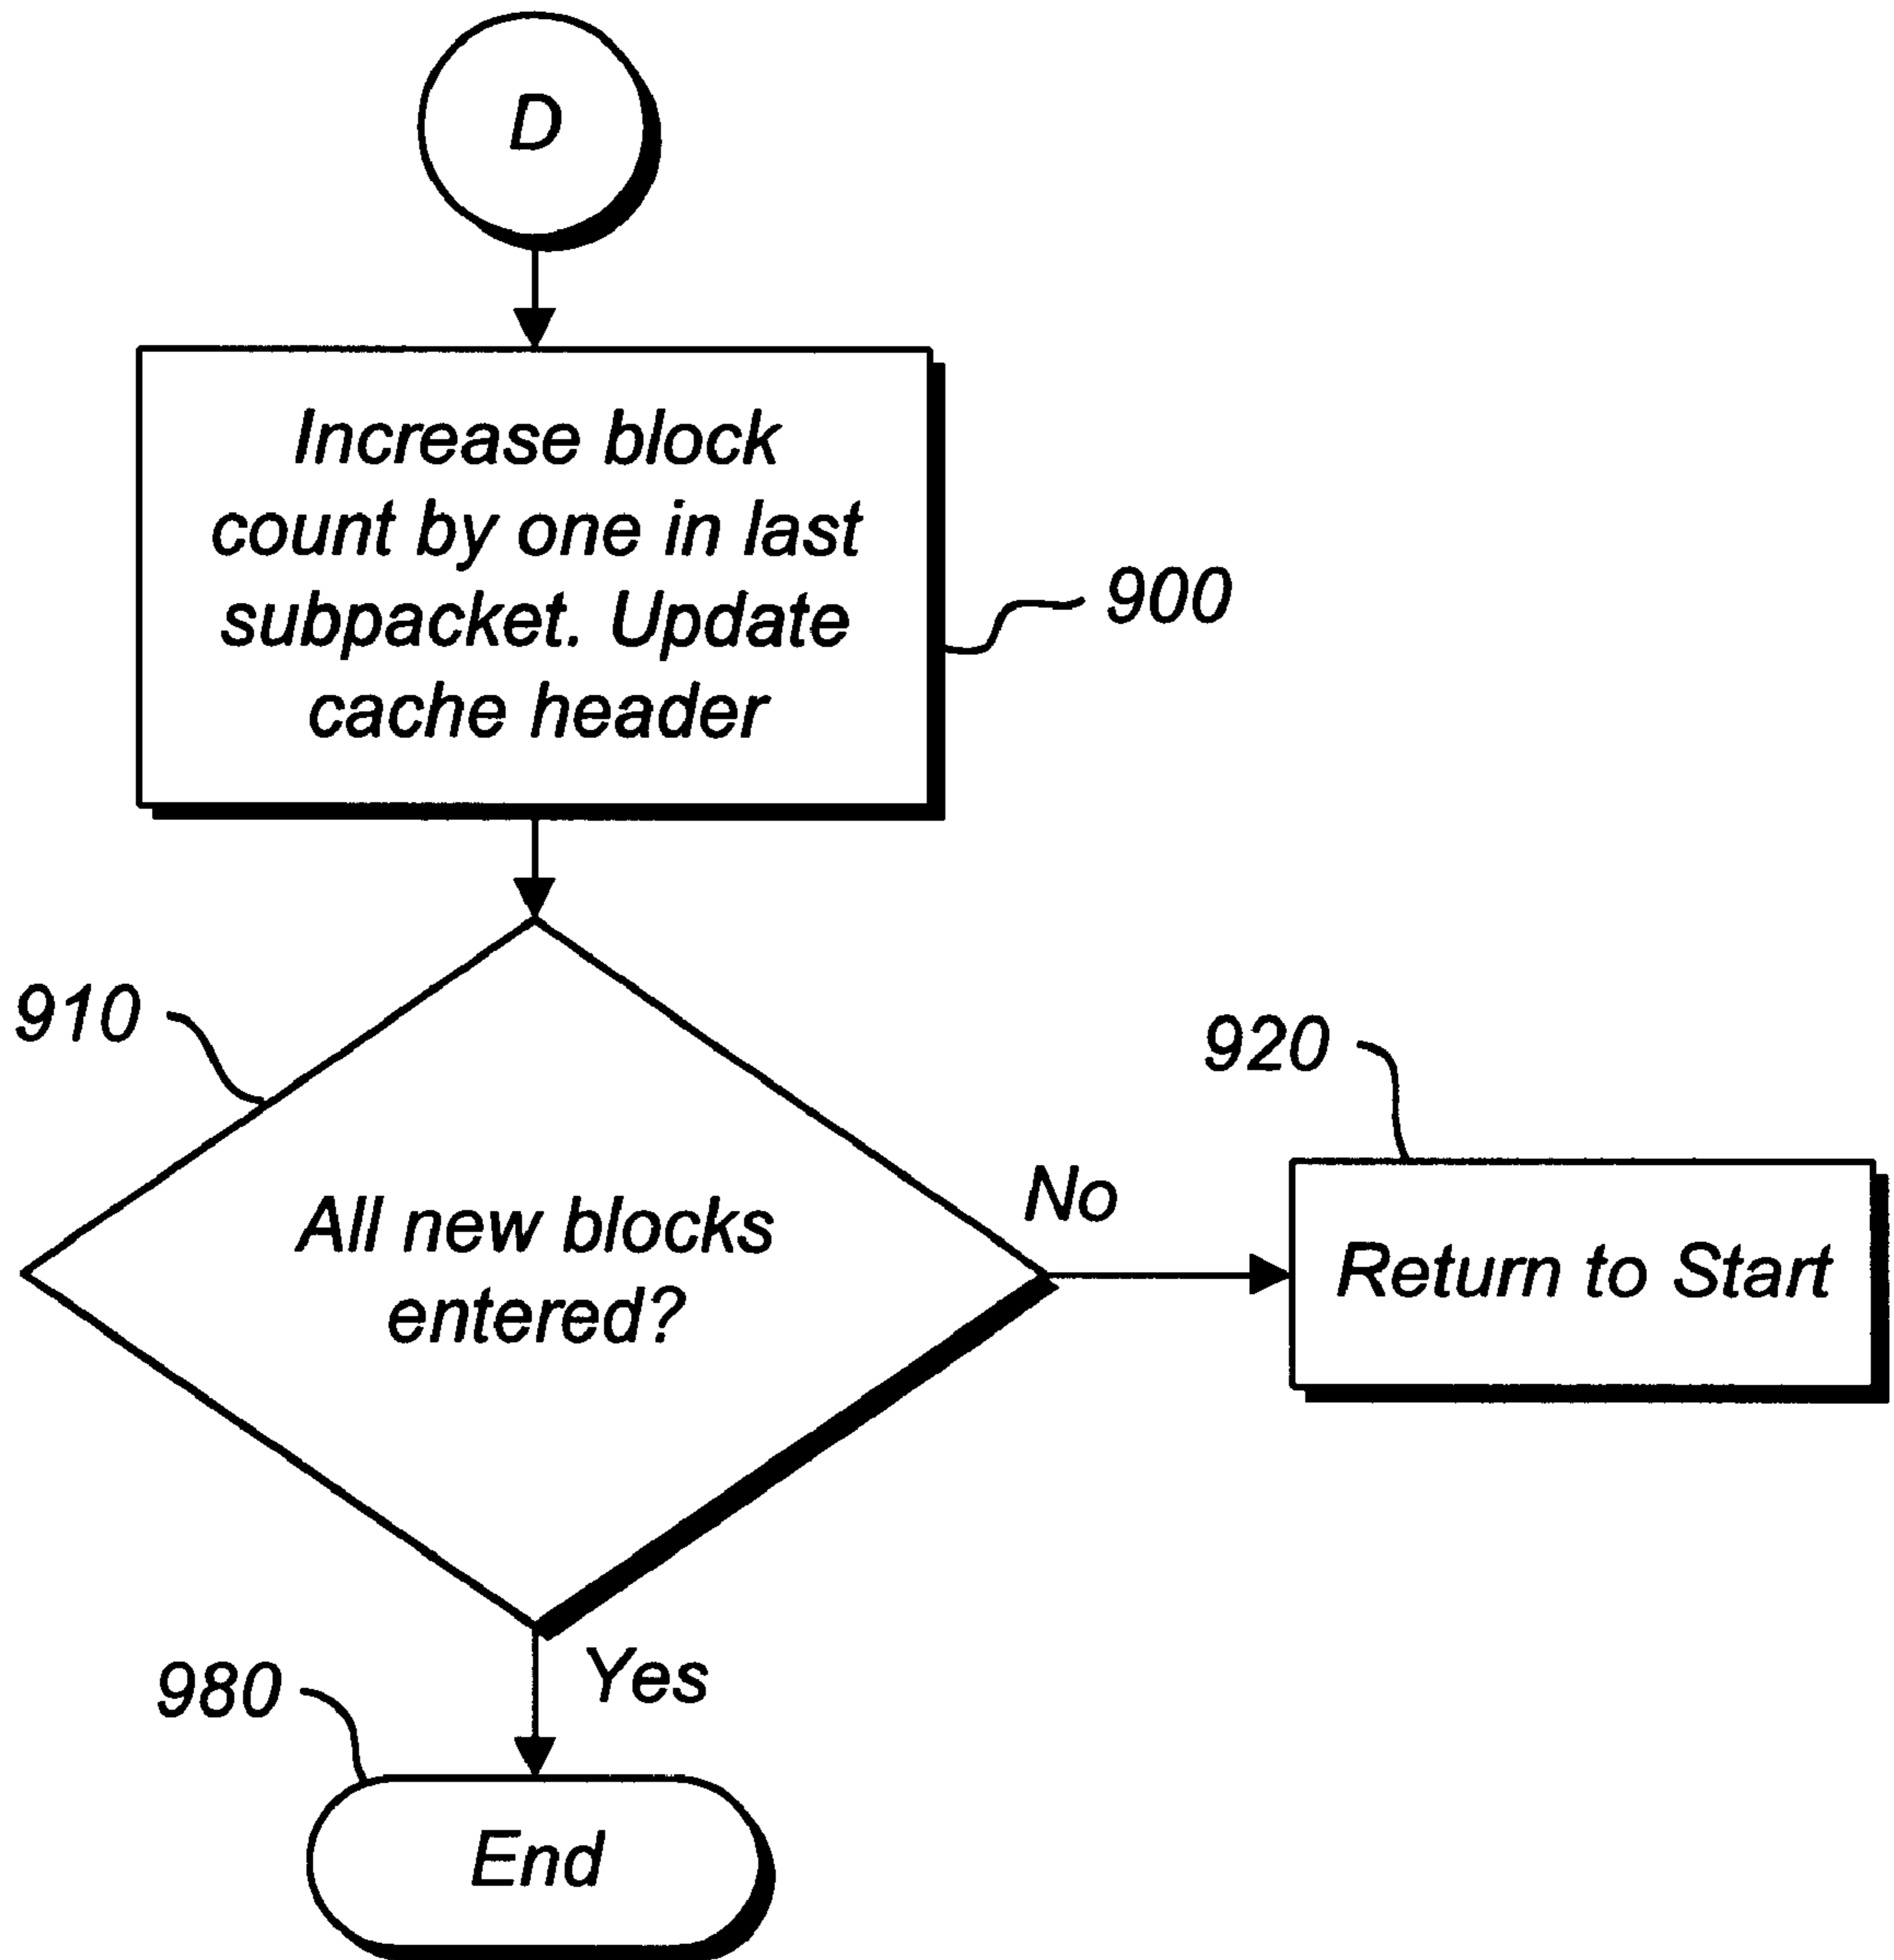 D
Increase block
count by one in last
subpacket. Update
cache header
900
910
All new blocks
entered?
No
920
Return to Start
Yes
980
End